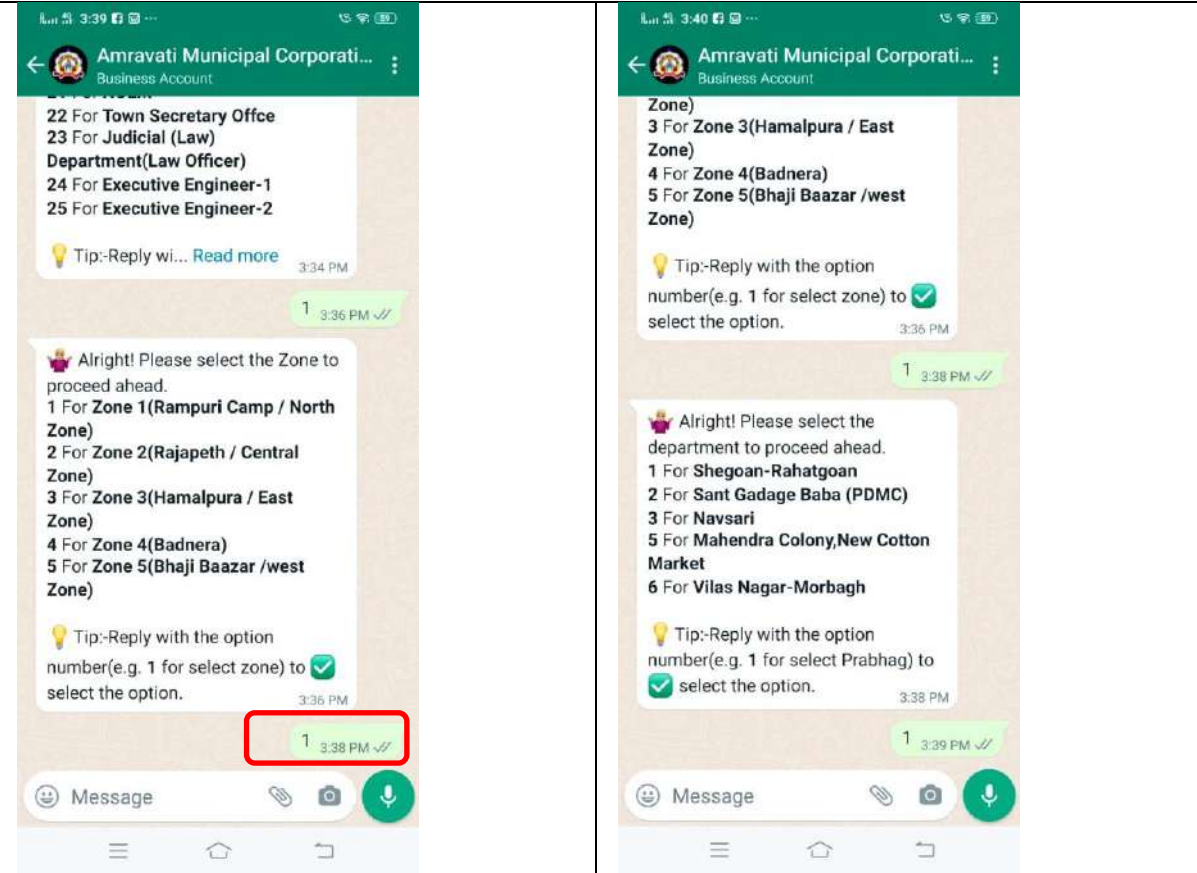 3:39
59
Amravati Municipal Corporati...
Business Account
22 For Town Secretary Offce
23 For Judicial (Law)
Department(Law Officer)
24 For Executive Engineer-1
25 For Executive Engineer-2
💡 Tip:-Reply wi... Read more
3:34 PM
1 3:36 PM
🤷 Alright! Please select the Zone to
proceed ahead.
1 For Zone 1(Rampuri Camp / North
Zone)
2 For Zone 2(Rajapeth / Central
Zone)
3 For Zone 3(Hamalpura / East
Zone)
4 For Zone 4(Badnera)
5 For Zone 5(Bhaji Baazar /west
Zone)
💡 Tip:-Reply with the option
number(e.g. 1 for select zone) to ✅
select the option.
3:36 PM
1 3:38 PM
Message
3:40
59
Amravati Municipal Corporati...
Business Account
Zone)
3 For Zone 3(Hamalpura / East
Zone)
4 For Zone 4(Badnera)
5 For Zone 5(Bhaji Baazar /west
Zone)
💡 Tip:-Reply with the option
number(e.g. 1 for select zone) to ✅
select the option.
3:36 PM
1 3:38 PM
🤷 Alright! Please select the
department to proceed ahead.
1 For Shegoan-Rahatgoan
2 For Sant Gadage Baba (PDMC)
3 For Navsari
5 For Mahendra Colony,New Cotton
Market
6 For Vilas Nagar-Morbagh
💡 Tip:-Reply with the option
number(e.g. 1 for select Prabhag) to
✅ select the option.
3:38 PM
1 3:39 PM
Message